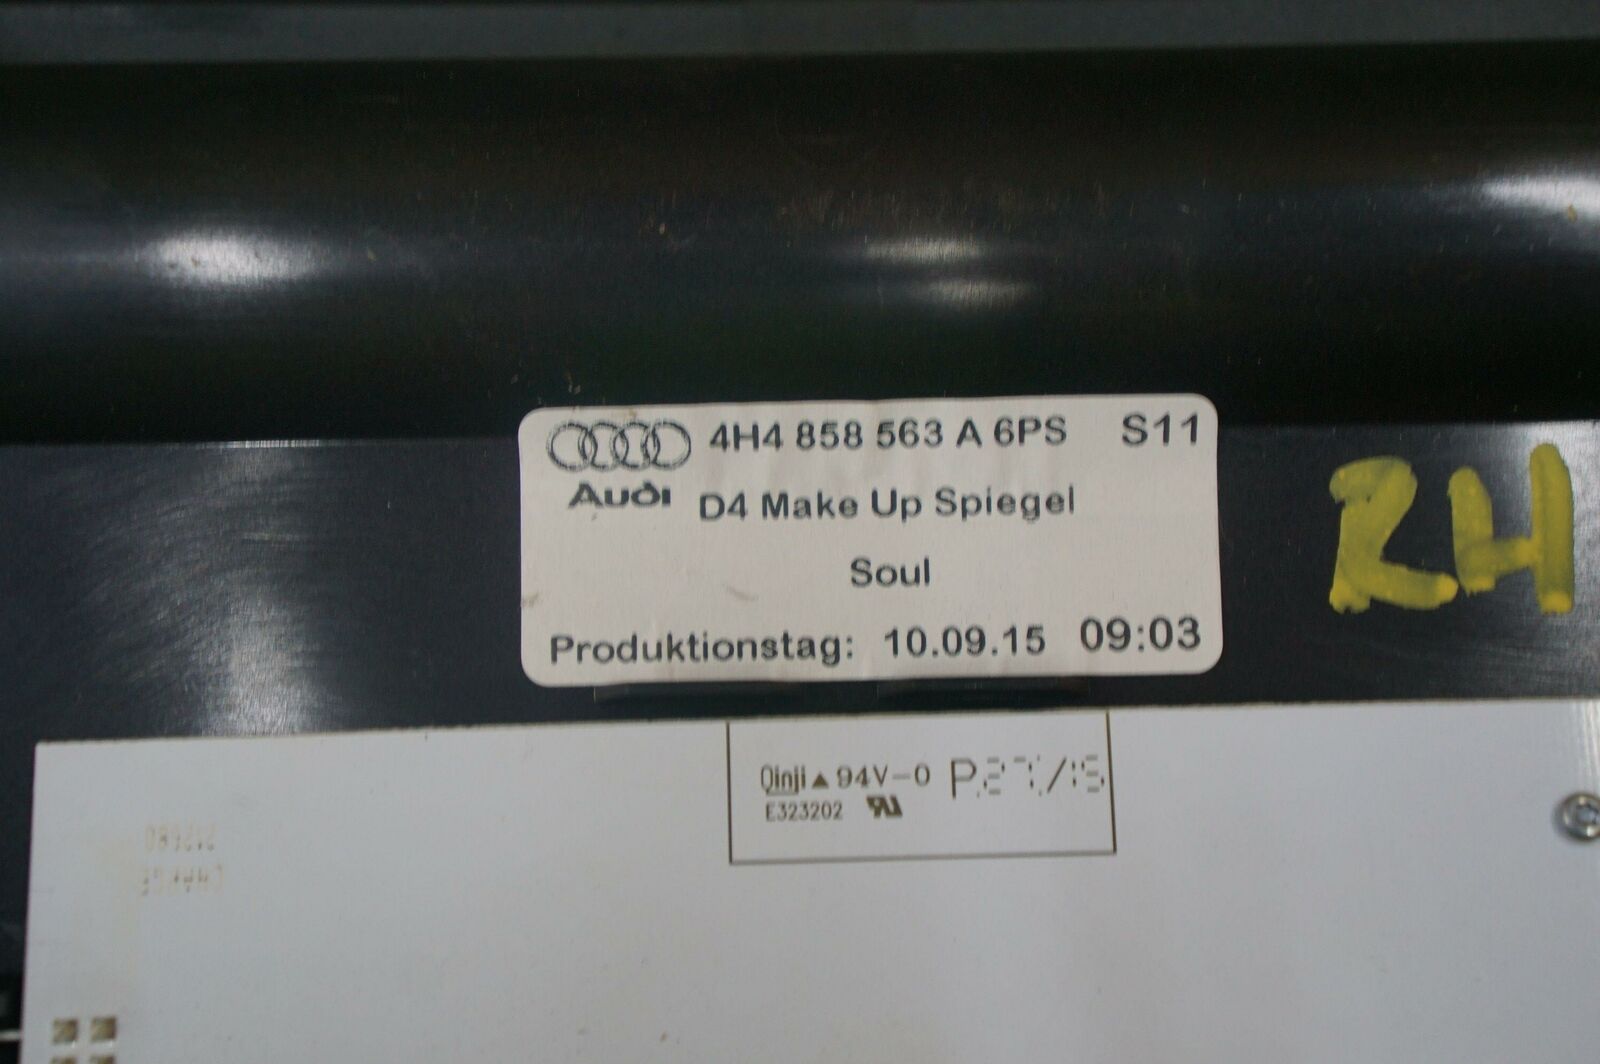 4H4 858 563 A 6PS S11
Audi D4 Make Up Spiegel
Soul
Produktionstag: 10.09.15 09:03
RH
Qinji ▲ 94V-0
E323202